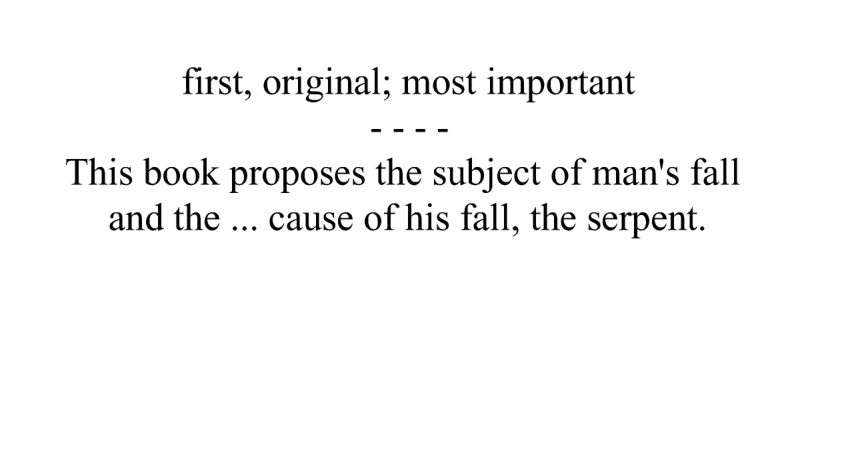 first, original; most important
- - - -
This book proposes the subject of man's fall
and the ... cause of his fall, the serpent.